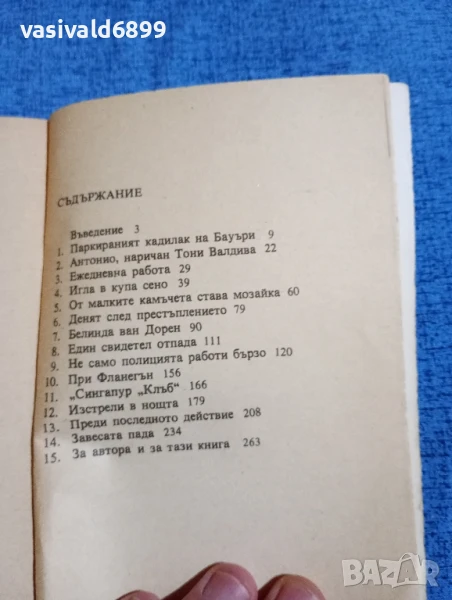 vasivald6899
СЪДЪРЖАНИЕ
Въведение 3
1. Паркираният кадилак на Бауъри 9
2. Антонио, наричан Тони Валдива 22
3. Ежедневна работа 29
4. Игла в купа сено 39
5. От малките камъчета става мозайка 60
6. Денят след престъплението 79
7. Белинда ван Дорен 90
8. Един свидетел отпада 111
9. Не само полицията работи бързо 120
10. При Фланегън 156
11. „Сингапур „Клъб“ 166
12. Изстрели в нощта 179
13. Преди последното действие 208
14. Завесата пада 234
15. За автора и за тази книга 263
BAZAR